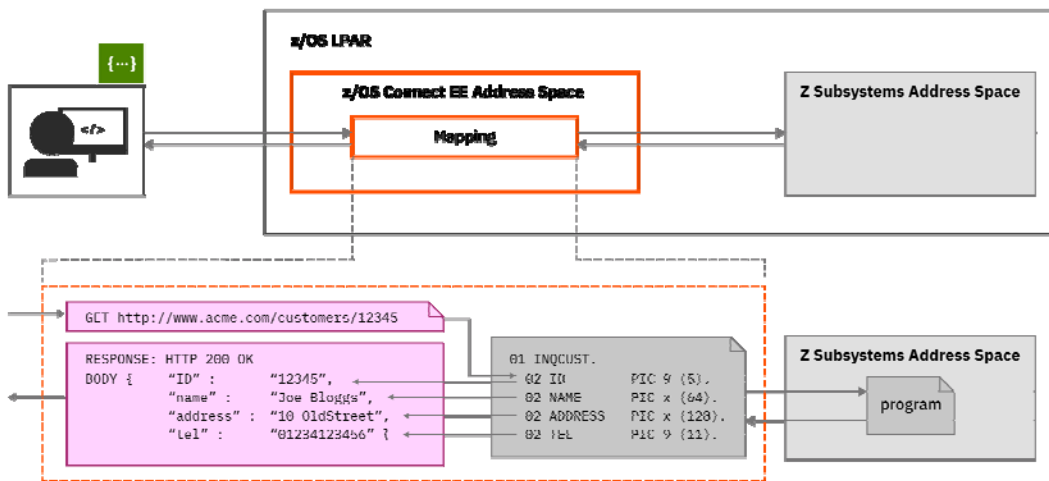 z/OS LPAR
{...}
z/OS Connect EE Address Space
Z Subsystems Address Space
</>
Mapping
GET http://www.acme.com/customers/12345
RESPONSE: HTTP 200 OK
BODY { “ID” : “12345”,
“name” : “Joe Bloggs”,
“address” : “10 OldStreet”,
“tel” : “01234123456” {
01 INQCUST.
02 ID PIC 9 (5).
02 NAME PIC x (64).
02 ADDRESS PIC x (128).
02 TEL PIC 9 (11).
Z Subsystems Address Space
program